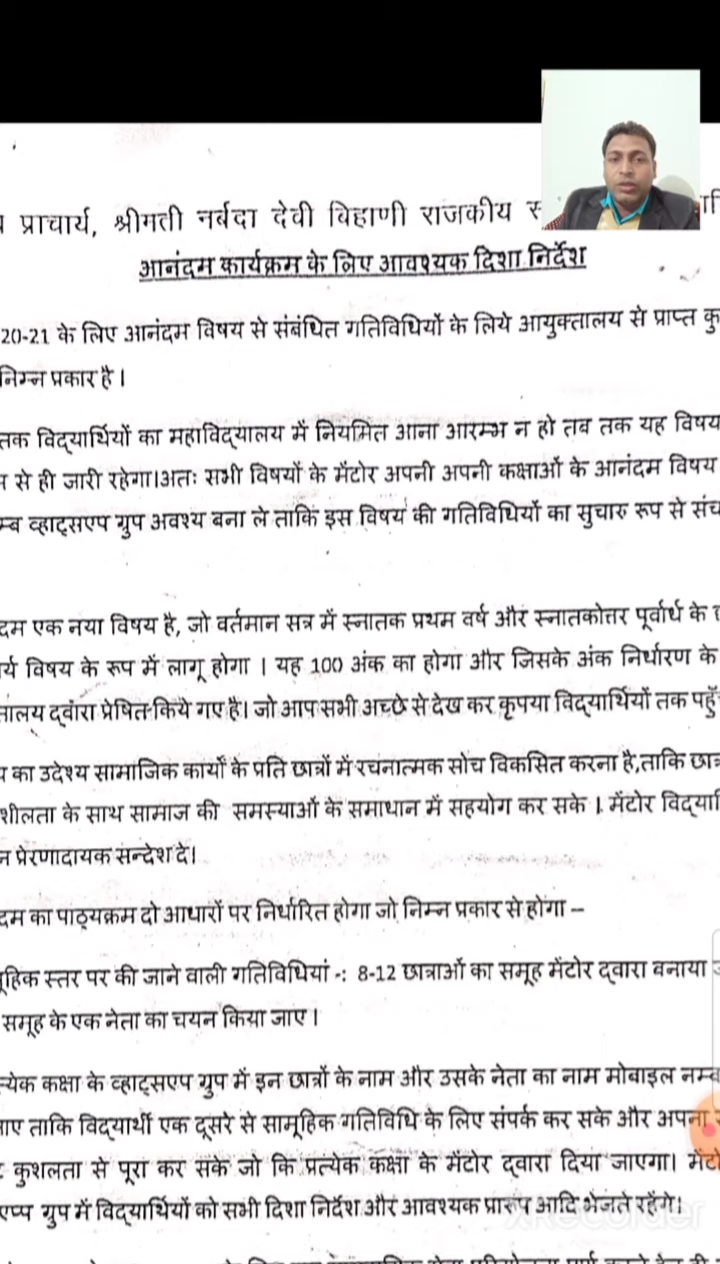 प्राचार्य, श्रीमती नर्बदा देवी बिहाणी राजकीय
आनंदम कार्यक्रम के लिए आवश्यक दिशा निर्देश
20-21 के लिए आनंदम विषय से संबंधित गतिविधियों के लिये आयुक्तालय से प्राप्त
निम्न प्रकार है।
तक विद्यार्थियों का महाविद्यालय में नियमित आना आरम्भ न हो तब तक यह विषय
से ही जारी रहेगा।अतः सभी विषयों के मेंटोर अपनी अपनी कक्षाओं के आनंदम विषय
व्हाट्सएप ग्रुप अवश्य बना ले ताकि इस विषय की गतिविधियों का सुचारु रूप से
एक नया विषय है, जो वर्तमान सत्र में स्नातक प्रथम वर्ष और स्नातकोत्तर पूर्वार्ध के
विषय के रूप में लागू होगा । यह 100 अंक का होगा और जिसके अंक निर्धारण के
द्वारा प्रेषित किये गए है। जो आप सभी अच्छे से देख कर कृपया विद्यार्थियों तक
का उदेश्य सामाजिक कार्यों के प्रति छात्रों में रचनात्मक सोच विकसित करना है,ताकि
के साथ सामाज की समस्याओं के समाधान में सहयोग कर सके । मेंटोर
प्रेरणादायक सन्देश दे।
का पाठ्यक्रम दो आधारों पर निर्धारित होगा जो निम्न प्रकार से होगा –
स्तर पर की जाने वाली गतिविधियां -: 8-12 छात्राओं का समूह मेंटोर द्वारा बनाया
समूह के एक नेता का चयन किया जाए ।
कक्षा के व्हाट्सएप ग्रुप में इन छात्रों के नाम और उसके नेता का नाम मोबाइल
ताकि विद्यार्थी एक दूसरे से सामूहिक गतिविधि के लिए संपर्क कर सके और अपना
कुशलता से पूरा कर सके जो कि प्रत्येक कक्षा के मेंटोर द्वारा दिया जाएगा।
ग्रुप में विद्यार्थियों को सभी दिशा निर्देश और आवश्यक प्रारूप आदि भेजते रहेंगे।
XRecorder